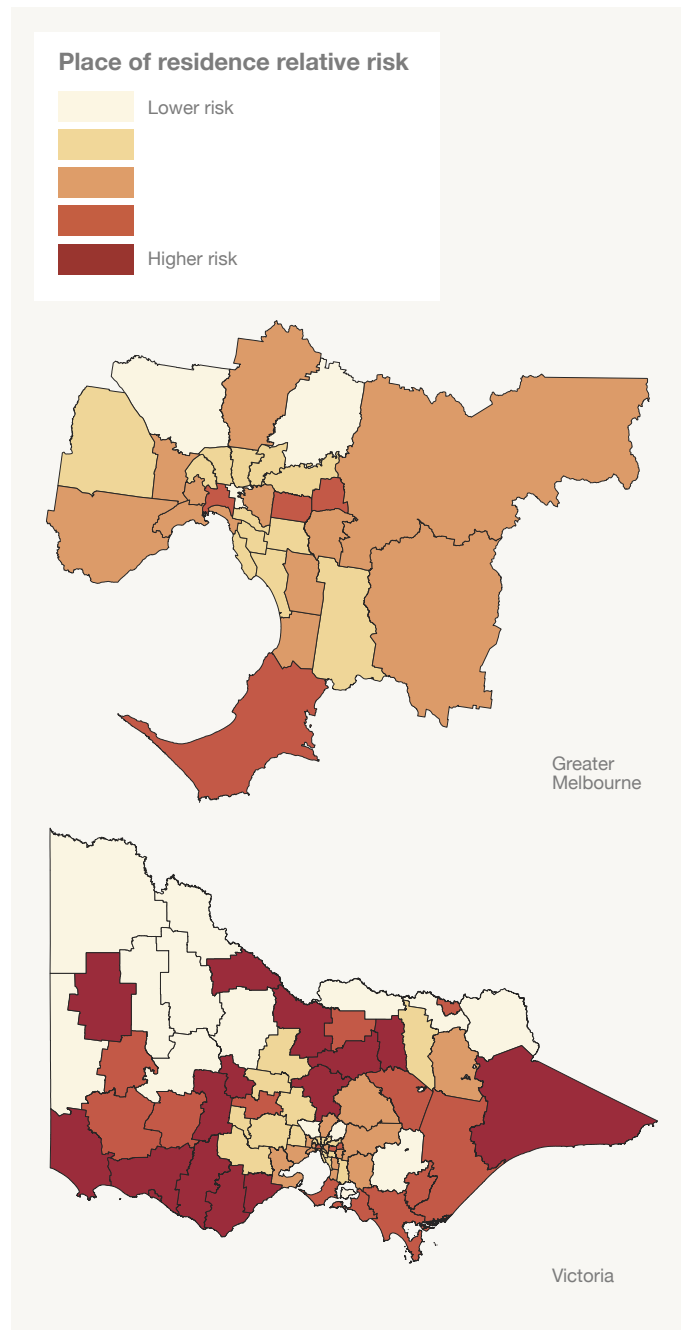 Place of residence relative risk
Lower risk
Higher risk
Greater
Melbourne
Victoria